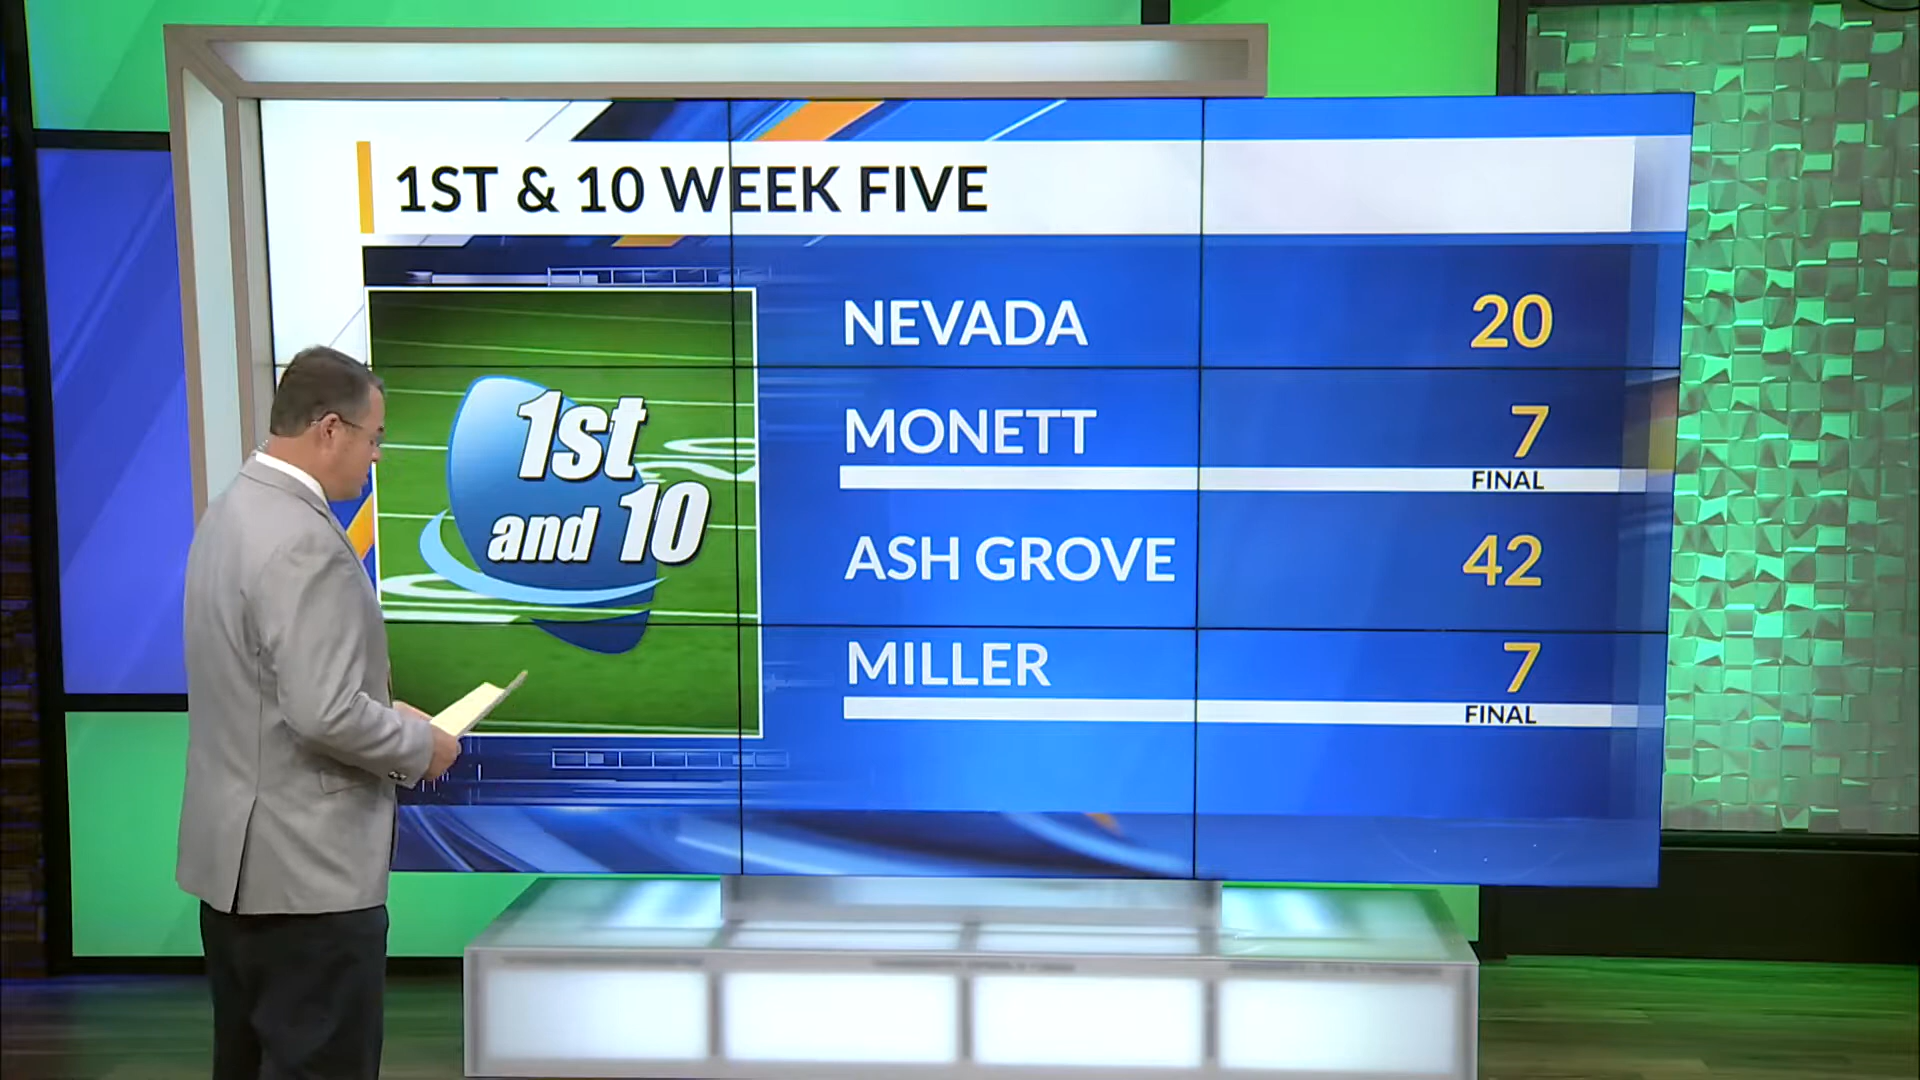 1ST & 10 WEEK FIVE
1st
and 10
NEVADA 20
MONETT 7
FINAL
ASH GROVE 42
MILLER 7
FINAL